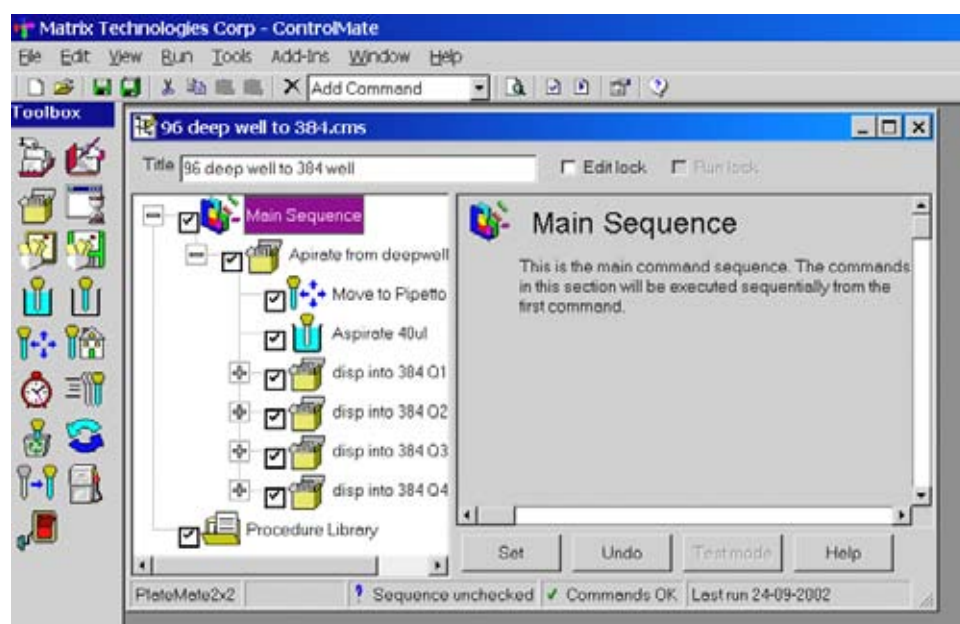 Matrix Technologies Corp - ControlMate
File Edit View Run Tools Add-Ins Window Help
Add Command
Toolbox
96 deep well to 384.cms
Title 96 deep well to 384 well
Edit lock Run lock
Main Sequence
Apirate from deepwell
Move to Pipetto
Aspirate 40ul
disp into 384 Q1
disp into 384 Q2
disp into 384 Q3
disp into 384 Q4
Procedure Library
Main Sequence
This is the main command sequence. The commands
in this section will be executed sequentially from the
first command.
Set Undo Test mode Help
PlateMate2x2 Sequence unchecked Commands OK Last run 24-09-2002